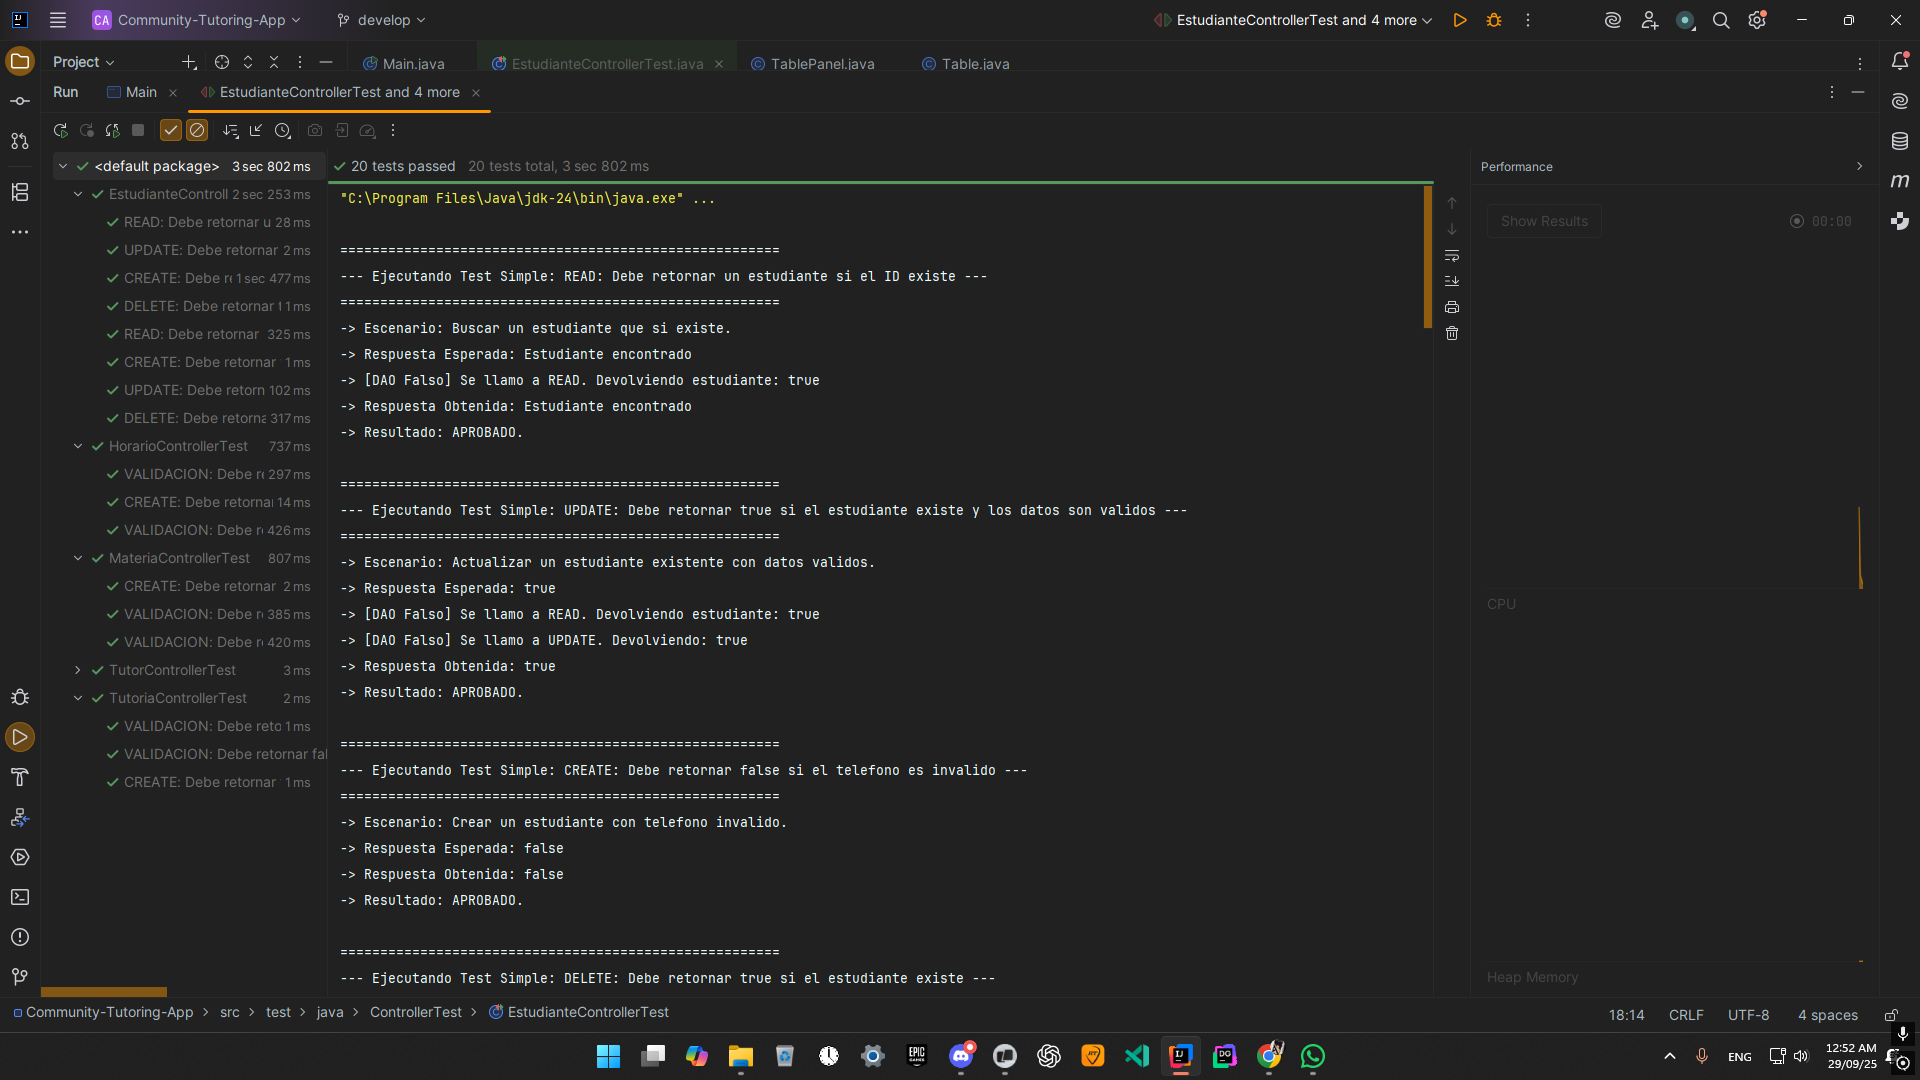 CA Community-Tutoring-App develop EstudianteControllerTest and 4 more
Project Main.java EstudianteControllerTest.java TablePanel.java Table.java
Run Main EstudianteControllerTest and 4 more
<default package> 3 sec 802 ms
EstudianteControll 2 sec 253 ms
READ: Debe retornar u 28 ms
UPDATE: Debe retornar 2 ms
CREATE: Debe re 1 sec 477 ms
DELETE: Debe retornar t 1 ms
READ: Debe retornar 325 ms
CREATE: Debe retornar 1 ms
UPDATE: Debe retorn 102 ms
DELETE: Debe retorna 317 ms
HorarioControllerTest 737 ms
VALIDACION: Debe re 297 ms
CREATE: Debe retornar 14 ms
VALIDACION: Debe re 426 ms
MateriaControllerTest 807 ms
CREATE: Debe retornar 2 ms
VALIDACION: Debe re 385 ms
VALIDACION: Debe re 420 ms
TutorControllerTest 3 ms
TutoriaControllerTest 2 ms
VALIDACION: Debe reto 1 ms
VALIDACION: Debe retornar fal
CREATE: Debe retornar 1 ms
20 tests passed 20 tests total, 3 sec 802 ms
"C:\Program Files\Java\jdk-24\bin\java.exe" ...
=======================================================
--- Ejecutando Test Simple: READ: Debe retornar un estudiante si el ID existe ---
=======================================================
-> Escenario: Buscar un estudiante que si existe.
-> Respuesta Esperada: Estudiante encontrado
-> [DAO Falso] Se llamo a READ. Devolviendo estudiante: true
-> Respuesta Obtenida: Estudiante encontrado
-> Resultado: APROBADO.
=======================================================
--- Ejecutando Test Simple: UPDATE: Debe retornar true si el estudiante existe y los datos son validos ---
=======================================================
-> Escenario: Actualizar un estudiante existente con datos validos.
-> Respuesta Esperada: true
-> [DAO Falso] Se llamo a READ. Devolviendo estudiante: true
-> [DAO Falso] Se llamo a UPDATE. Devolviendo: true
-> Respuesta Obtenida: true
-> Resultado: APROBADO.
=======================================================
--- Ejecutando Test Simple: CREATE: Debe retornar false si el telefono es invalido ---
=======================================================
-> Escenario: Crear un estudiante con telefono invalido.
-> Respuesta Esperada: false
-> Respuesta Obtenida: false
-> Resultado: APROBADO.
=======================================================
--- Ejecutando Test Simple: DELETE: Debe retornar true si el estudiante existe ---
Performance
Show Results 00:00
CPU
Heap Memory
Community-Tutoring-App > src > test > java > ControllerTest > EstudianteControllerTest 18:14 CRLF UTF-8 4 spaces
ENG 12:52 AM
29/09/25